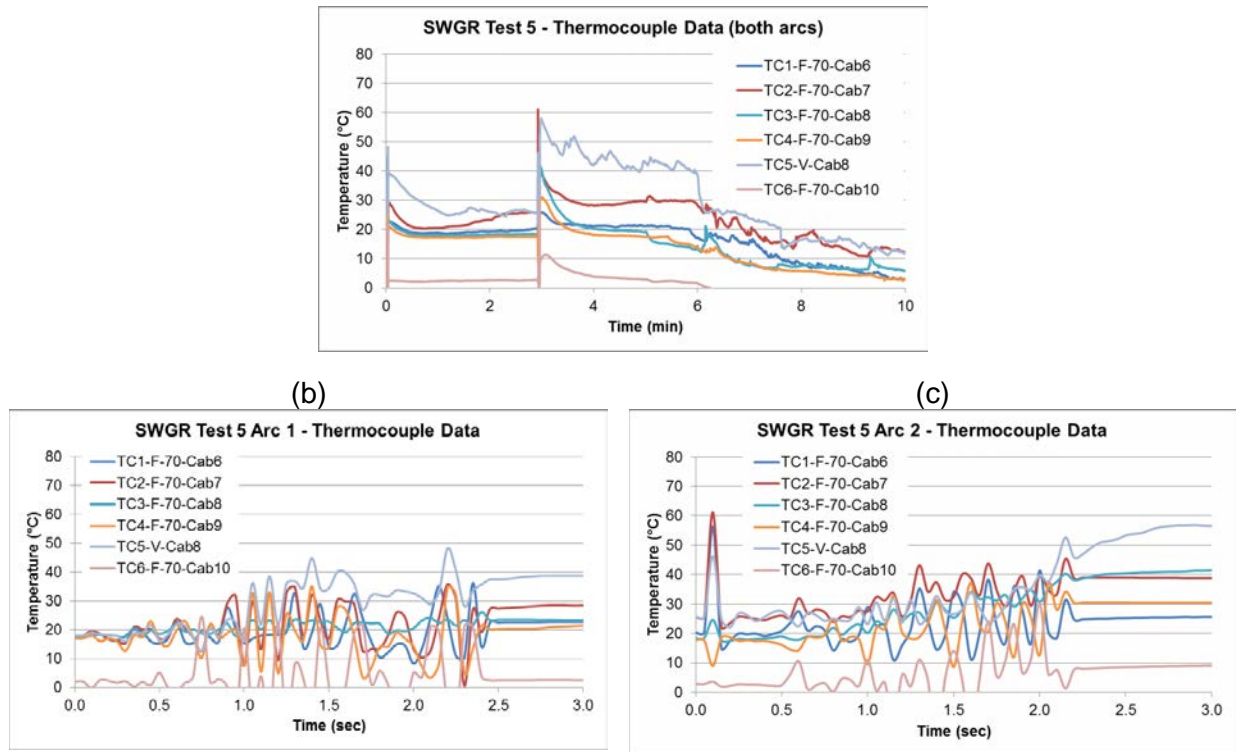 SWGR Test 5 - Thermocouple Data (both arcs)
Temperature (°C)
80
70
60
50
40
30
20
10
0
TC1-F-70-Cab6
TC2-F-70-Cab7
TC3-F-70-Cab8
TC4-F-70-Cab9
TC5-V-Cab8
TC6-F-70-Cab10
0 2 4 6 8 10
Time (min)
(b)
SWGR Test 5 Arc 1 - Thermocouple Data
Temperature (°C)
80
70
60
50
40
30
20
10
0
TC1-F-70-Cab6
TC2-F-70-Cab7
TC3-F-70-Cab8
TC4-F-70-Cab9
TC5-V-Cab8
TC6-F-70-Cab10
0.0 0.5 1.0 1.5 2.0 2.5 3.0
Time (sec)
(c)
SWGR Test 5 Arc 2 - Thermocouple Data
Temperature (°C)
80
70
60
50
40
30
20
10
0
TC1-F-70-Cab6
TC2-F-70-Cab7
TC3-F-70-Cab8
TC4-F-70-Cab9
TC5-V-Cab8
TC6-F-70-Cab10
0.0 0.5 1.0 1.5 2.0 2.5 3.0
Time (sec)